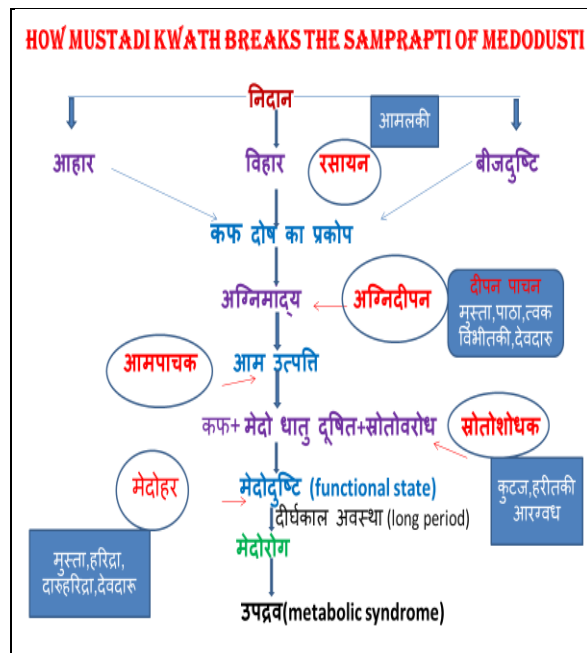 HOW MUSTADI KWATH BREAKS THE SAMPRAPTI OF MEDODUSTI
निदान
आमलकी
आहार
विहार
रसायन
बीजदुष्टि
कफ दोष का प्रकोप
अग्निमाद्य
अग्निदीपन
दीपन पाचन
मुस्ता,पाठा,त्वक
विभीतकी,देवदारु
आमपाचक
आम उत्पत्ति
कफ+ मेदो धातु दूषित+स्रोतोवरोध
स्रोतोशोधक
मेदोहर
मेदोदुष्टि (functional state)
कुटज,हरीतकी
आरग्वध
दीर्घकाल अवस्था (long period)
मेदोरोग
मुस्ता,हरिद्रा,
दारुहरिद्रा,देवदारू
उपद्रव(metabolic syndrome)